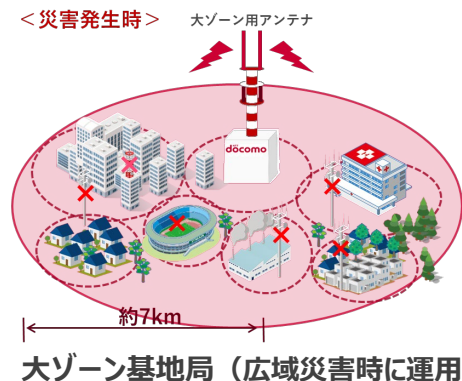 ＜災害発生時＞
大ゾーン用アンテナ
döcomo
約7km
大ゾーン基地局（広域災害時に運用